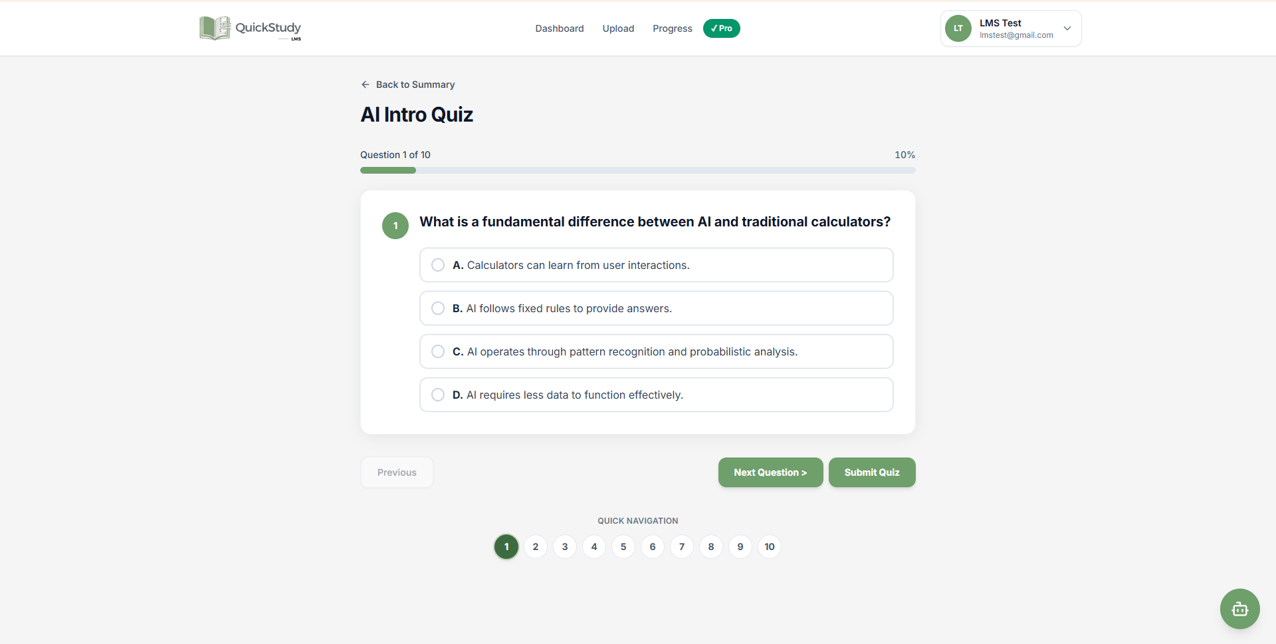 QuickStudy
LMS
Dashboard
Upload
Progress
✓ Pro
LT
LMS Test
lmstest@gmail.com
← Back to Summary
AI Intro Quiz
Question 1 of 10
10%
1
What is a fundamental difference between AI and traditional calculators?
A. Calculators can learn from user interactions.
B. AI follows fixed rules to provide answers.
C. AI operates through pattern recognition and probabilistic analysis.
D. AI requires less data to function effectively.
Previous
Next Question >
Submit Quiz
QUICK NAVIGATION
1 2 3 4 5 6 7 8 9 10